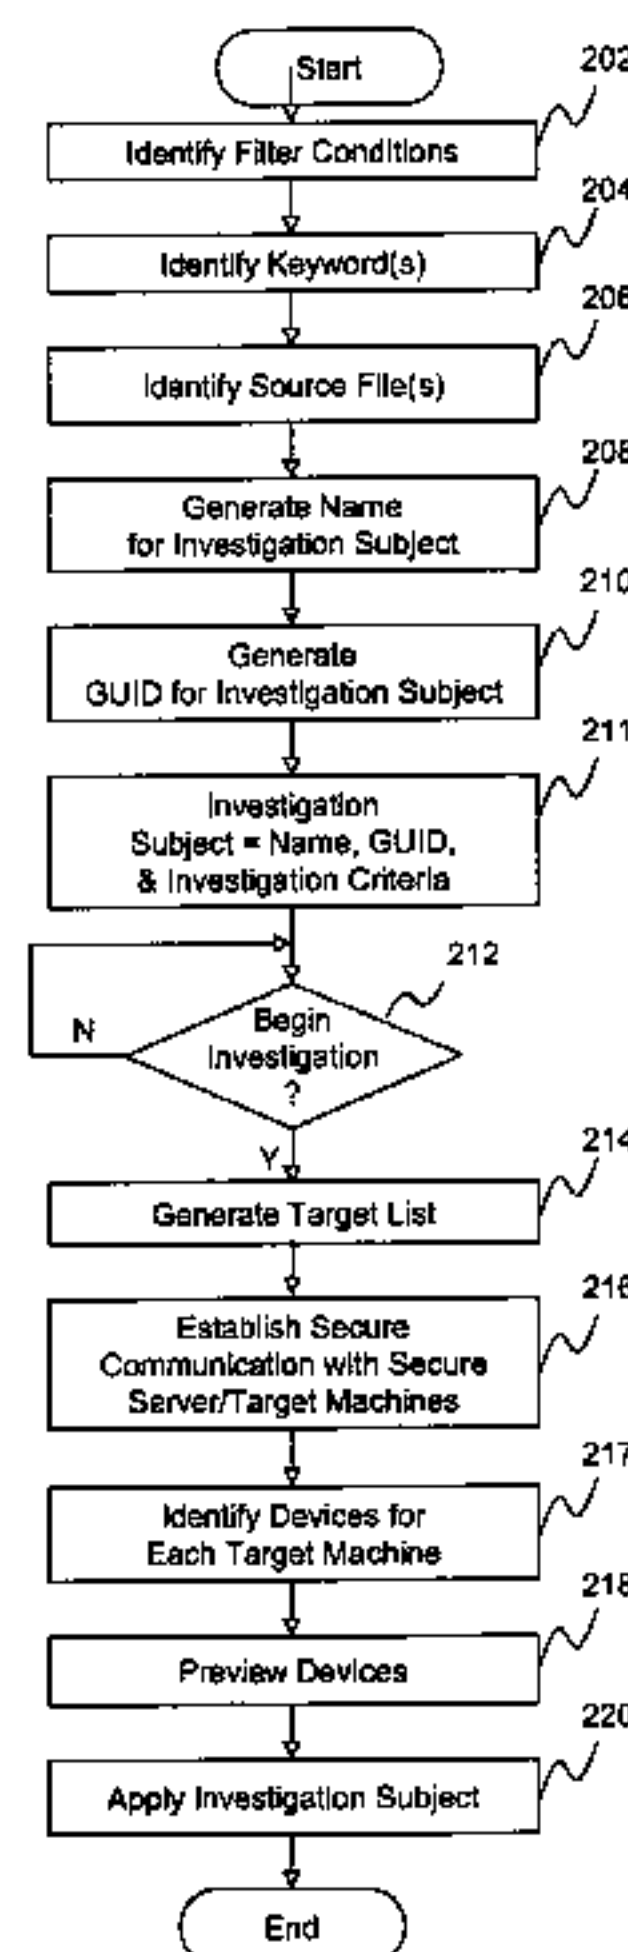 Start
202
Identify Filter Conditions
204
Identify Keyword(s)
206
Identify Source File(s)
208
Generate Name
for Investigation Subject
210
Generate
GUID for Investigation Subject
211
Investigation
Subject = Name, GUID,
& Investigation Criteria
212
Begin
Investigation
?
N
Y
214
Generate Target List
216
Establish Secure
Communication with Secure
Server/Target Machines
217
Identify Devices for
Each Target Machine
218
Preview Devices
220
Apply Investigation Subject
End